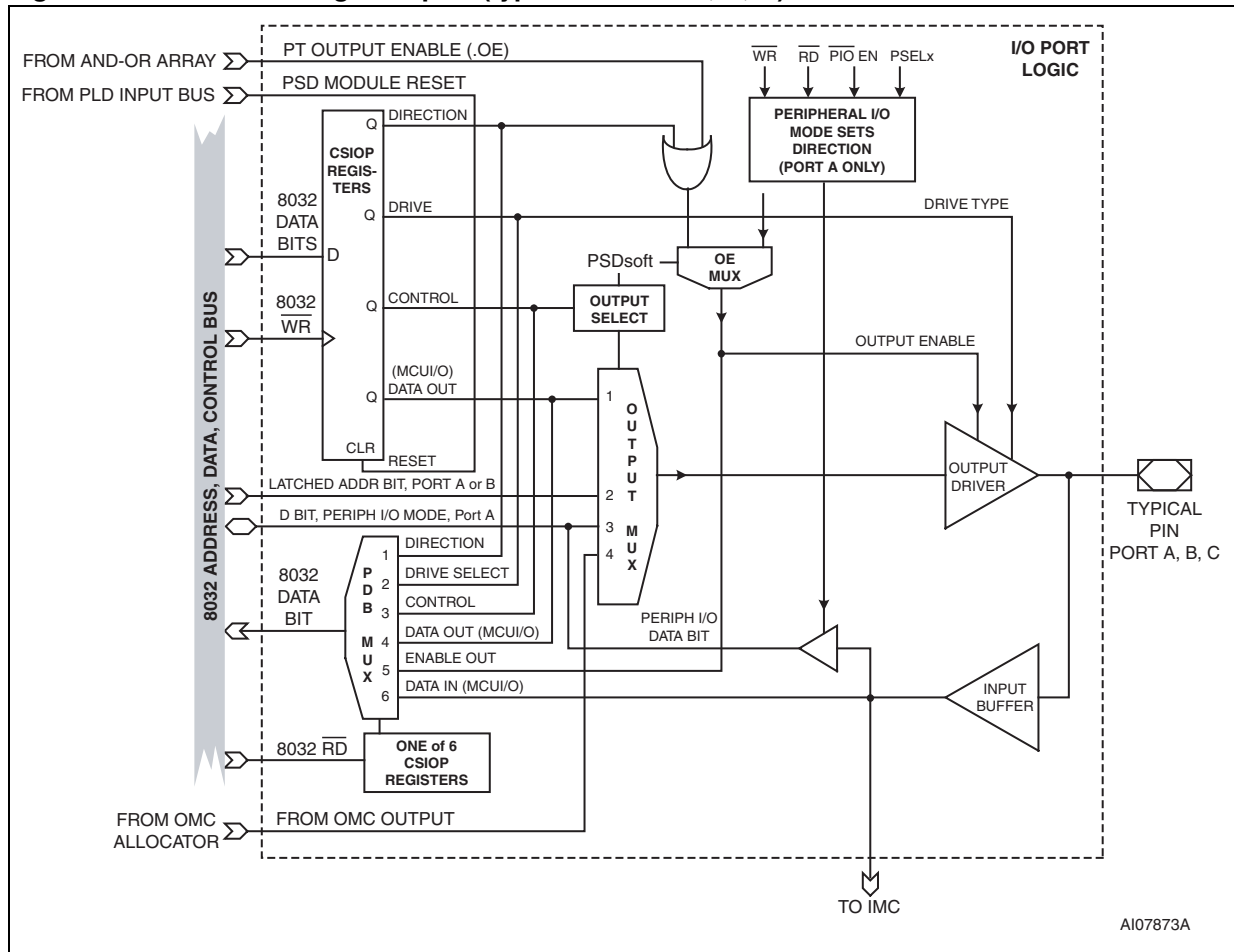 FROM AND-OR ARRAY
PT OUTPUT ENABLE (.OE)
WR
RD
PIO EN
PSELx
I/O PORT
LOGIC
FROM PLD INPUT BUS
PSD MODULE RESET
PERIPHERAL I/O
MODE SETS
DIRECTION
(PORT A ONLY)
8032 ADDRESS, DATA, CONTROL BUS
Q
DIRECTION
CSIOP
REGIS-
TERS
8032
DATA
BITS
D
Q
DRIVE
DRIVE TYPE
PSDsoft
OE
MUX
8032
WR
Q
CONTROL
OUTPUT
SELECT
OUTPUT ENABLE
(MCUI/O)
Q
DATA OUT
1
OUTPUT MUX
CLR
RESET
OUTPUT
DRIVER
LATCHED ADDR BIT, PORT A or B
2
D BIT, PERIPH I/O MODE, Port A
3
4
TYPICAL
PIN
PORT A, B, C
PDB MUX
1
DIRECTION
2
DRIVE SELECT
3
CONTROL
4
DATA OUT (MCUI/O)
5
ENABLE OUT
6
DATA IN (MCUI/O)
8032
DATA
BIT
PERIPH I/O
DATA BIT
INPUT
BUFFER
8032 RD
ONE of 6
CSIOP
REGISTERS
FROM OMC
ALLOCATOR
FROM OMC OUTPUT
TO IMC
AI07873A